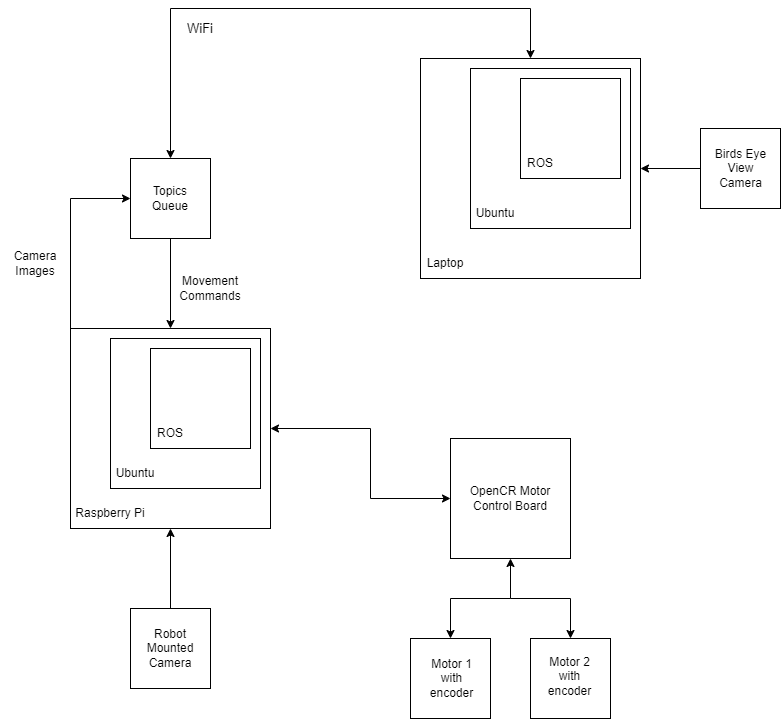 WiFi
ROS
Ubuntu
Laptop
Birds Eye
View
Camera
Topics
Queue
Camera
Images
Movement
Commands
ROS
Ubuntu
Raspberry Pi
OpenCR Motor
Control Board
Robot
Mounted
Camera
Motor 1
with
encoder
Motor 2
with
encoder